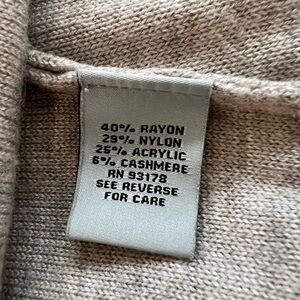 40% RAYON
29% NYLON
25% ACRYLIC
6% CASHMERE
RN 93178
SEE REVERSE
FOR CARE